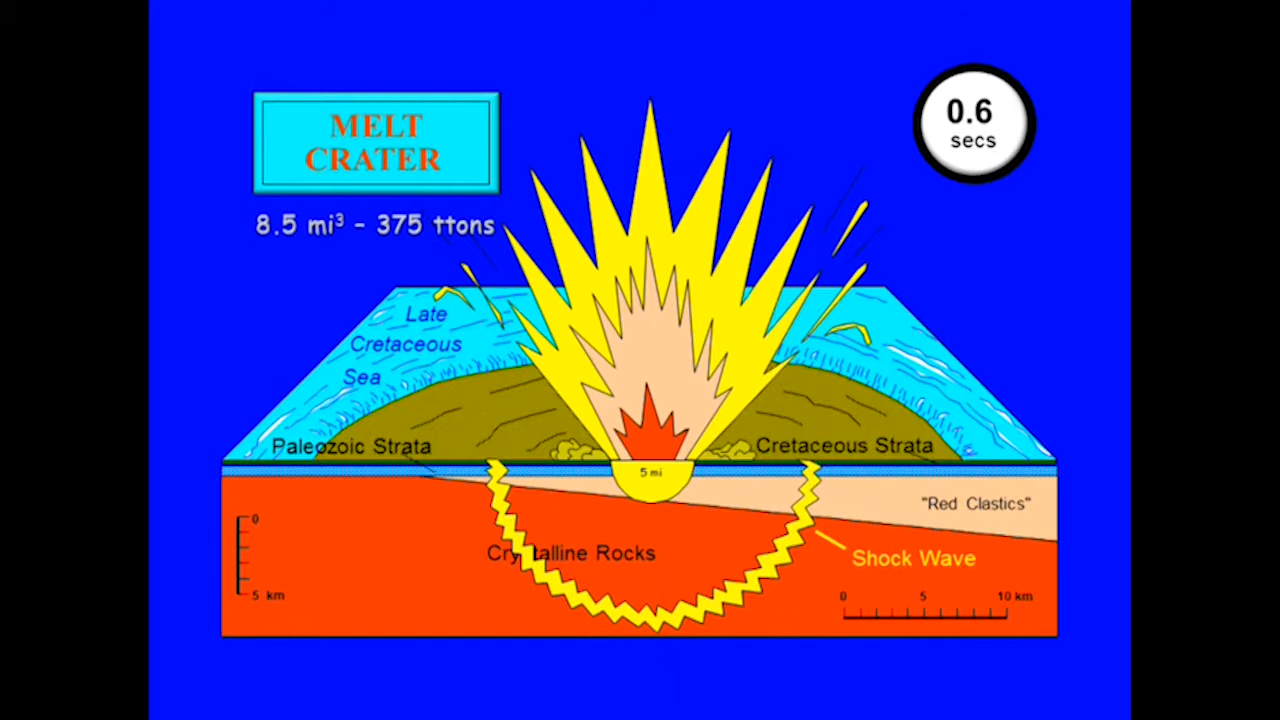 MELT
CRATER
0.6
secs
8.5 mi³ - 375 ttons
Late
Cretaceous
Sea
Paleozoic Strata
Cretaceous Strata
5 mi
"Red Clastics"
0
5 km
Crystalline Rocks
Shock Wave
0 5 10 km